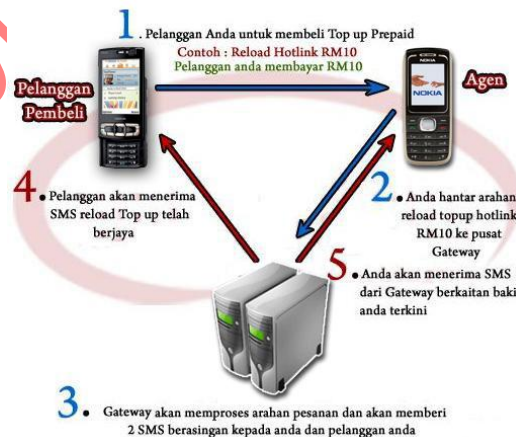 1. Pelanggan Anda untuk membeli Top up Prepaid
Contoh : Reload Hotlink RM10
Pelanggan anda membayar RM10
Pelanggan
Pembeli
Agen
NOKIA
NOKIA
2. Anda hantar arahan
reload topup hotlink
RM10 ke pusat
Gateway
4. Pelanggan akan menerima
SMS reload Top up telah
berjaya
5. Anda akan menerima SMS
dari Gateway berkaitan baki
anda terkini
3. Gateway akan memproses arahan pesanan dan akan memberi
2 SMS berasingan kepada anda dan pelanggan anda